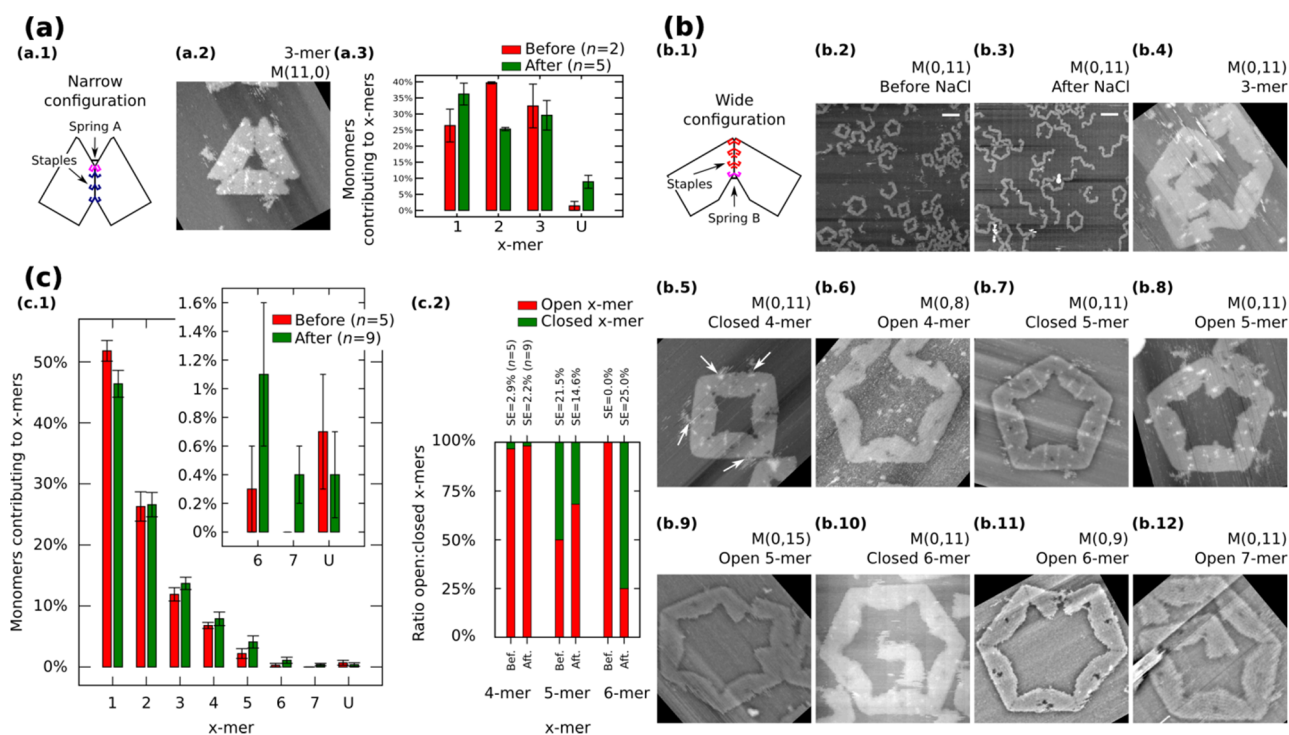 (a)
(a.1)
Narrow
configuration
Spring A
Staples
(a.2)
3-mer
M(11,0)
(a.3)
Before (n=2)
After (n=5)
40%
35%
30%
25%
20%
15%
10%
5%
0%
Monomers
contributing to x-mers
1 2 3 U
x-mer
(b)
(b.1)
Wide
configuration
Staples
Spring B
(b.2)
M(0,11)
Before NaCl
(b.3)
M(0,11)
After NaCl
(b.4)
M(0,11)
3-mer
(b.5)
M(0,11)
Closed 4-mer
(b.6)
M(0,8)
Open 4-mer
(b.7)
M(0,11)
Closed 5-mer
(b.8)
M(0,11)
Open 5-mer
(b.9)
M(0,15)
Open 5-mer
(b.10)
M(0,11)
Closed 6-mer
(b.11)
M(0,9)
Open 6-mer
(b.12)
M(0,11)
Open 7-mer
(c)
(c.1)
Monomers contributing to x-mers
50%
40%
30%
20%
10%
0%
1 2 3 4 5 6 7 U
x-mer
1.6%
1.4%
1.2%
1%
0.8%
0.6%
0.4%
0.2%
0%
6 7 U
Before (n=5)
After (n=9)
(c.2)
Open x-mer
Closed x-mer
SE=2.9% (n=5)
SE=2.2% (n=9)
SE=21.5%
SE=14.6%
SE=0.0%
SE=25.0%
Ratio open:closed x-mers
100%
75%
50%
25%
0%
Bef. Aft. Bef. Aft. Bef. Aft.
4-mer 5-mer 6-mer
x-mer